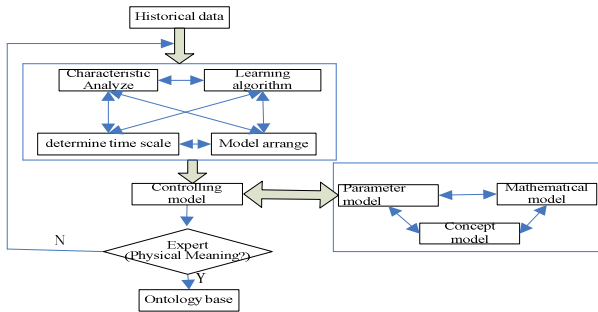 Historical data
Characteristic
Analyze
Learning
algorithm
determine time scale
Model arrange
Controlling
model
Parameter
model
Mathematical
model
Concept
model
N
Expert
(Physical Meaning?)
Y
Ontology base